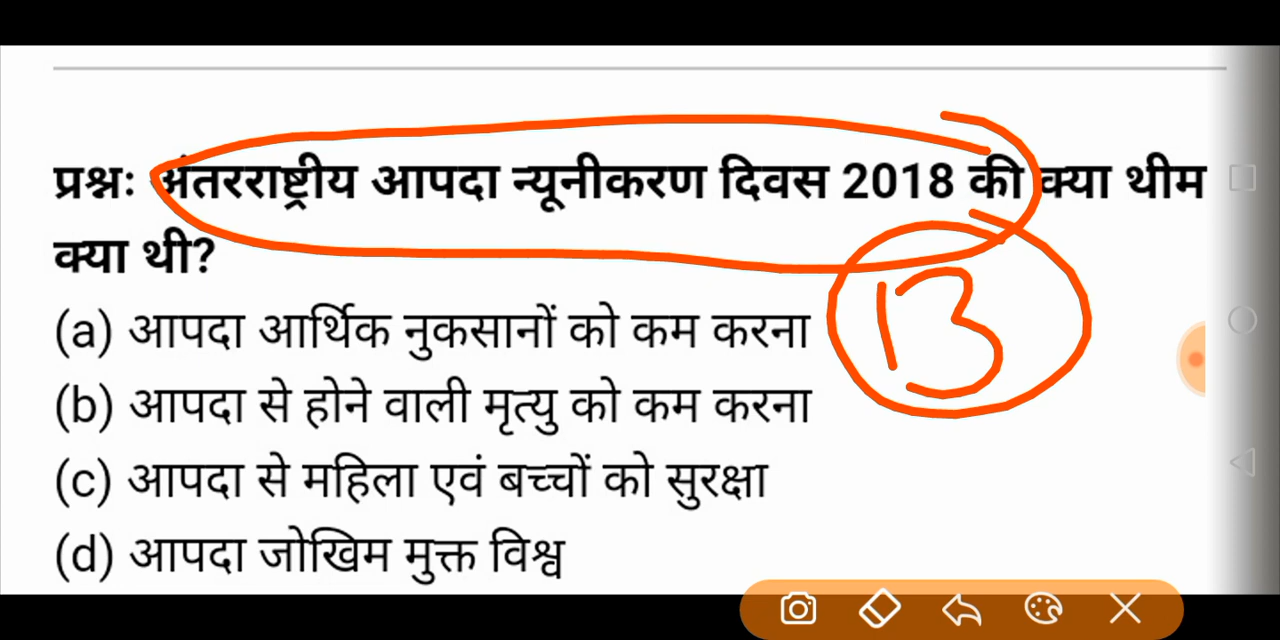 प्रश्नः अंतरराष्ट्रीय आपदा न्यूनीकरण दिवस 2018 की क्या थीम
क्या थी?
13
(a) आपदा आर्थिक नुकसानों को कम करना
(b) आपदा से होने वाली मृत्यु को कम करना
(c) आपदा से महिला एवं बच्चों को सुरक्षा
(d) आपदा जोखिम मुक्त विश्व